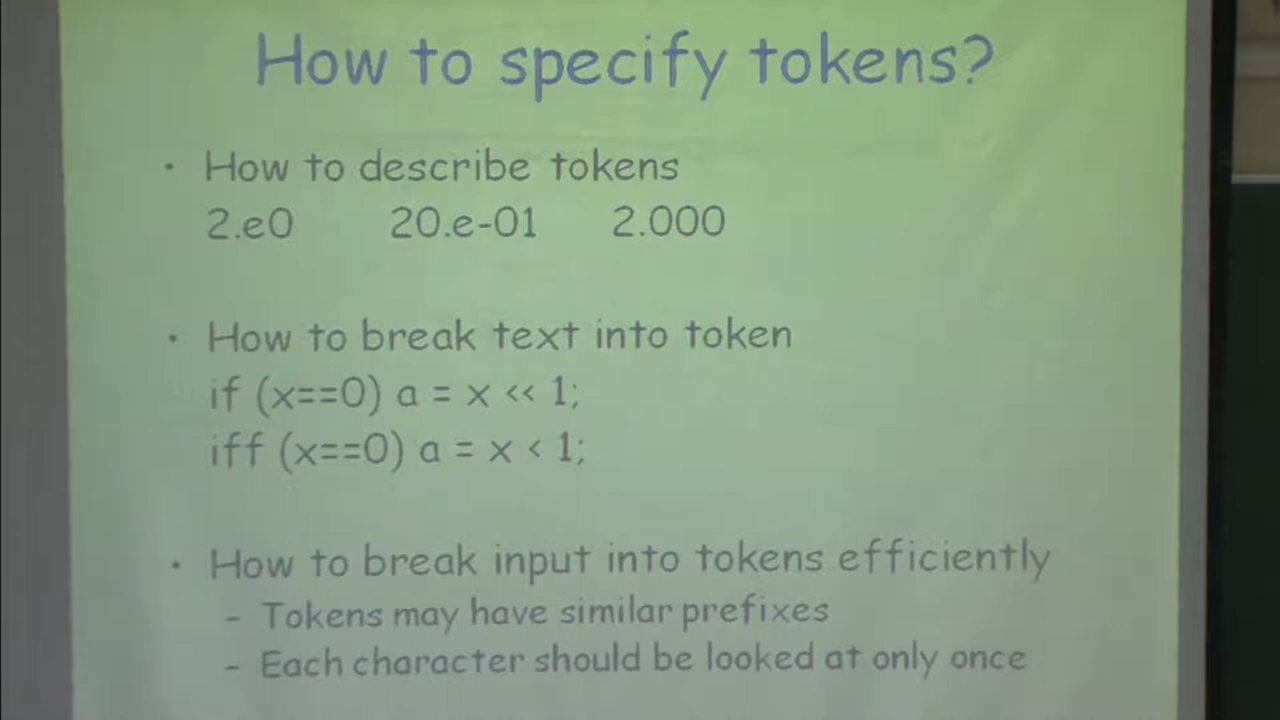 How to specify tokens?
• How to describe tokens
2.e0 20.e-01 2.000
• How to break text into token
if (x==0) a = x << 1;
iff (x==0) a = x < 1;
• How to break input into tokens efficiently
- Tokens may have similar prefixes
- Each character should be looked at only once